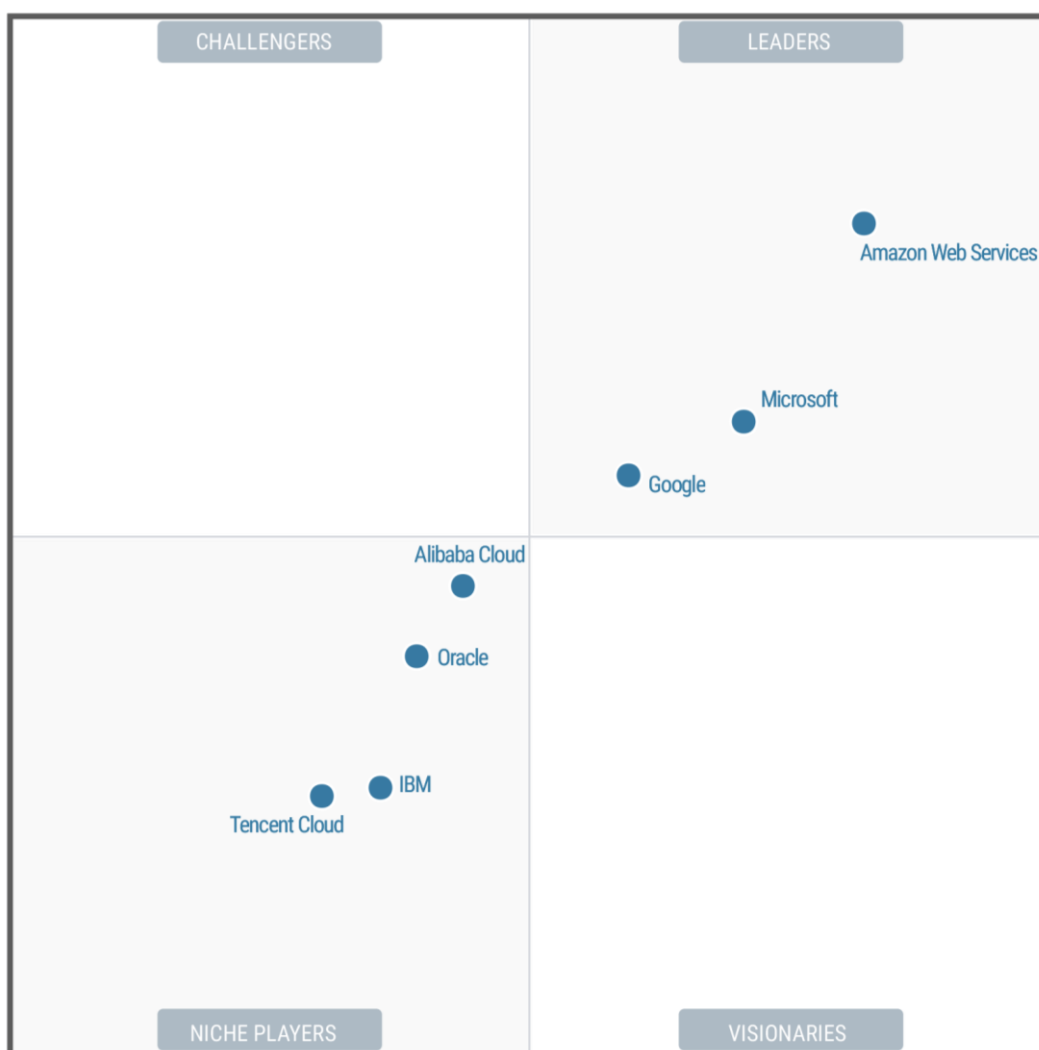 CHALLENGERS
LEADERS
Amazon Web Services
Microsoft
Google
Alibaba Cloud
Oracle
IBM
Tencent Cloud
NICHE PLAYERS
VISIONARIES